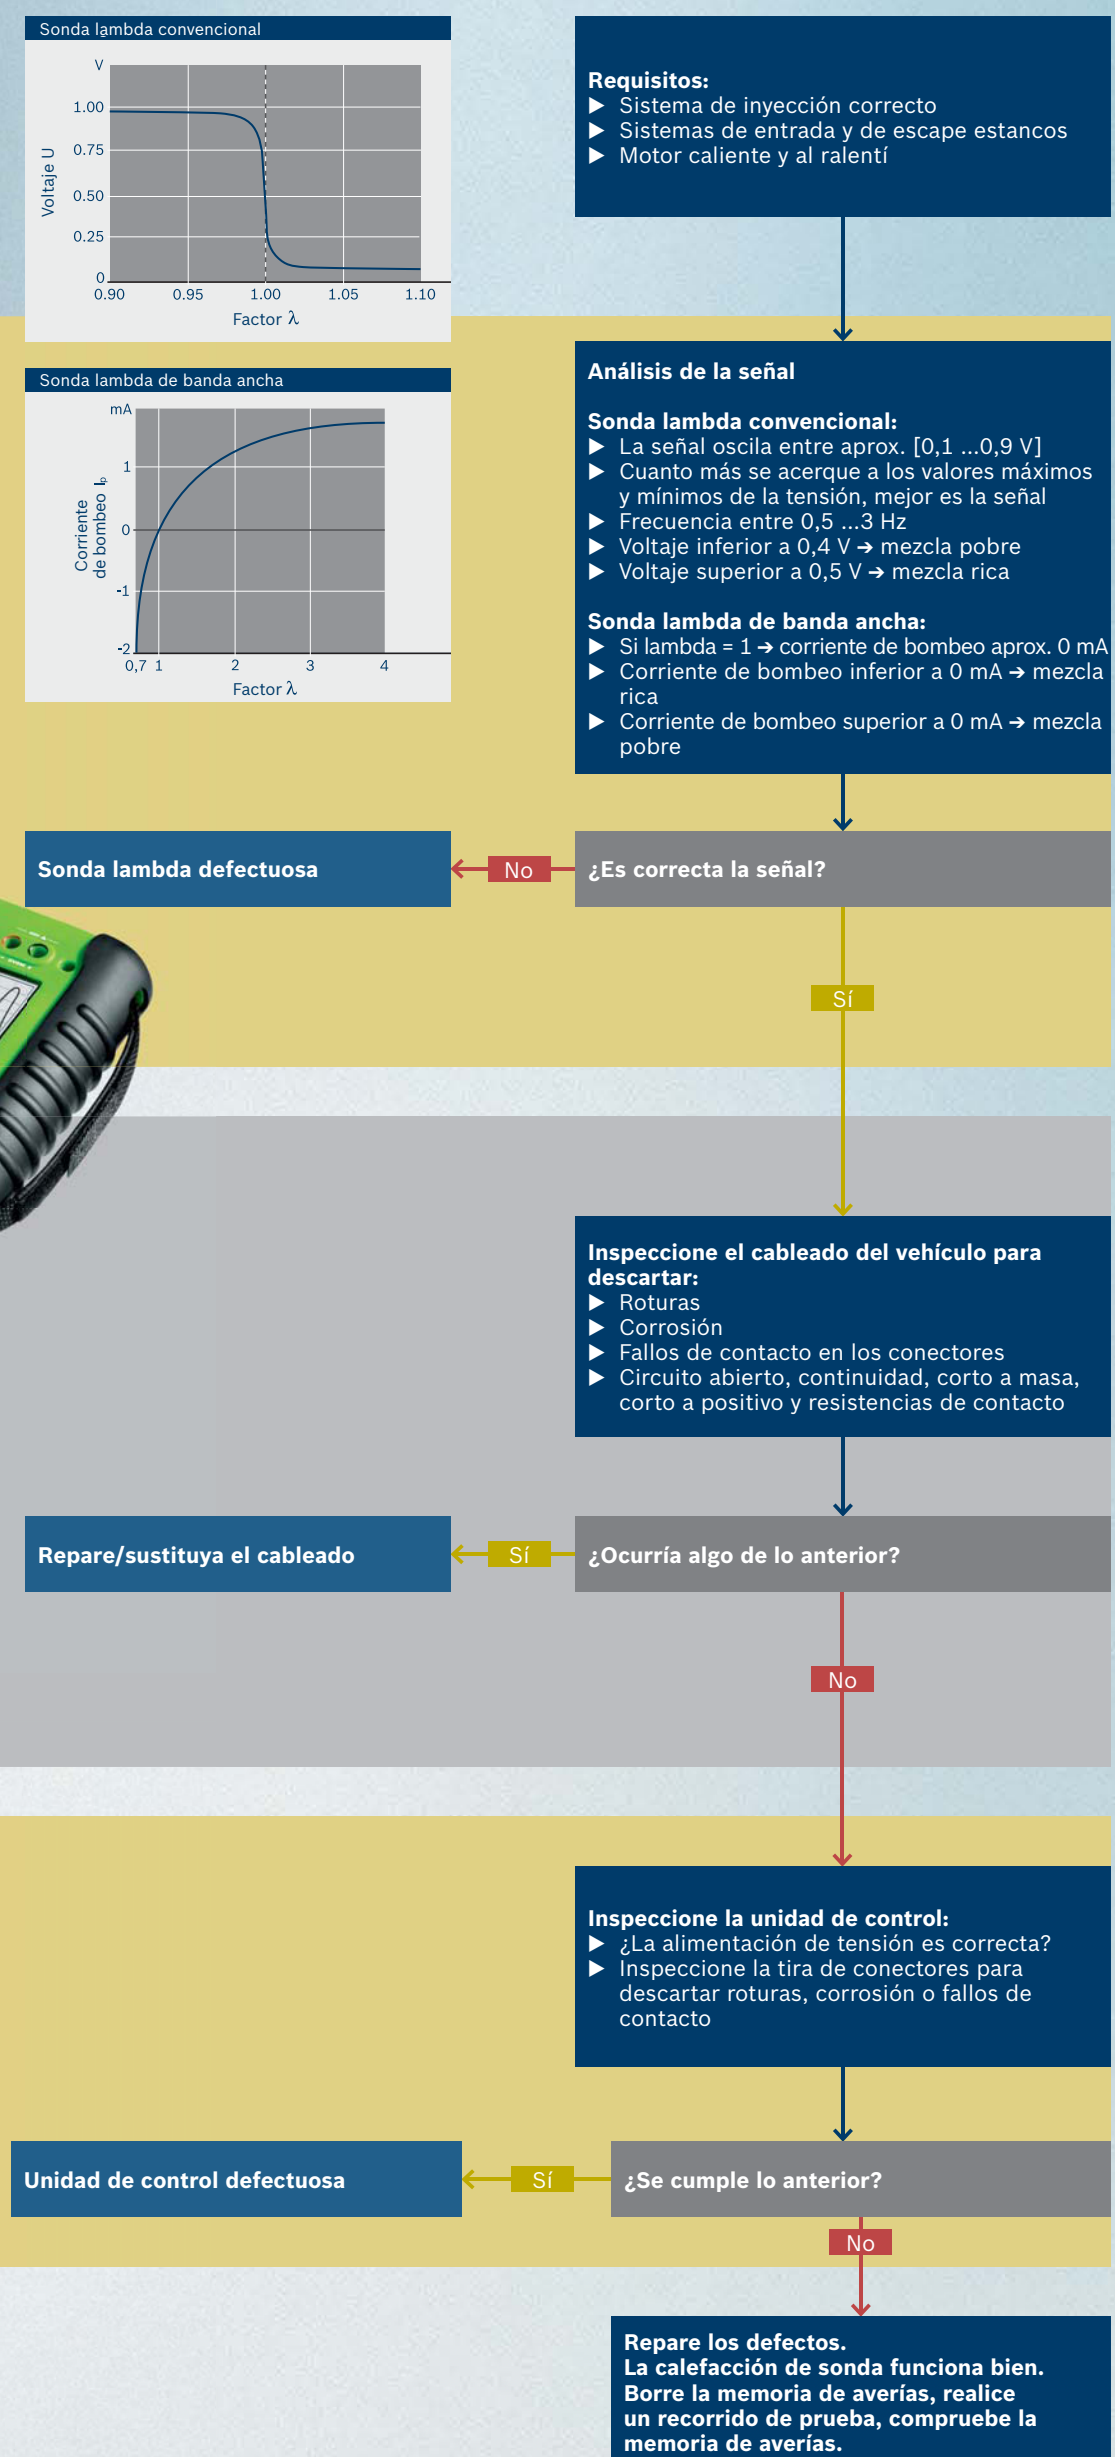 Sonda lambda convencional
V
1.00
0.75
0.50
0.25
0
Voltaje U
0.90 0.95 1.00 1.05 1.10
Factor λ
Requisitos:
▶ Sistema de inyección correcto
▶ Sistemas de entrada y de escape estancos
▶ Motor caliente y al ralentí
Sonda lambda de banda ancha
mA
1
0
-1
-2
Corriente
de bombeo Iₚ
0,7 1 2 3 4
Factor λ
Análisis de la señal
Sonda lambda convencional:
▶ La señal oscila entre aprox. [0,1 ...0,9 V]
▶ Cuanto más se acerque a los valores máximos
y mínimos de la tensión, mejor es la señal
▶ Frecuencia entre 0,5 ...3 Hz
▶ Voltaje inferior a 0,4 V ➔ mezcla pobre
▶ Voltaje superior a 0,5 V ➔ mezcla rica
Sonda lambda de banda ancha:
▶ Si lambda = 1 ➔ corriente de bombeo aprox. 0 mA
▶ Corriente de bombeo inferior a 0 mA ➔ mezcla
rica
▶ Corriente de bombeo superior a 0 mA ➔ mezcla
pobre
Sonda lambda defectuosa
No
¿Es correcta la señal?
Sí
Inspeccione el cableado del vehículo para
descartar:
▶ Roturas
▶ Corrosión
▶ Fallos de contacto en los conectores
▶ Circuito abierto, continuidad, corto a masa,
corto a positivo y resistencias de contacto
Repare/sustituya el cableado
Sí
¿Ocurría algo de lo anterior?
No
Inspeccione la unidad de control:
▶ ¿La alimentación de tensión es correcta?
▶ Inspeccione la tira de conectores para
descartar roturas, corrosión o fallos de
contacto
Unidad de control defectuosa
Sí
¿Se cumple lo anterior?
No
Repare los defectos.
La calefacción de sonda funciona bien.
Borre la memoria de averías, realice
un recorrido de prueba, compruebe la
memoria de averías.